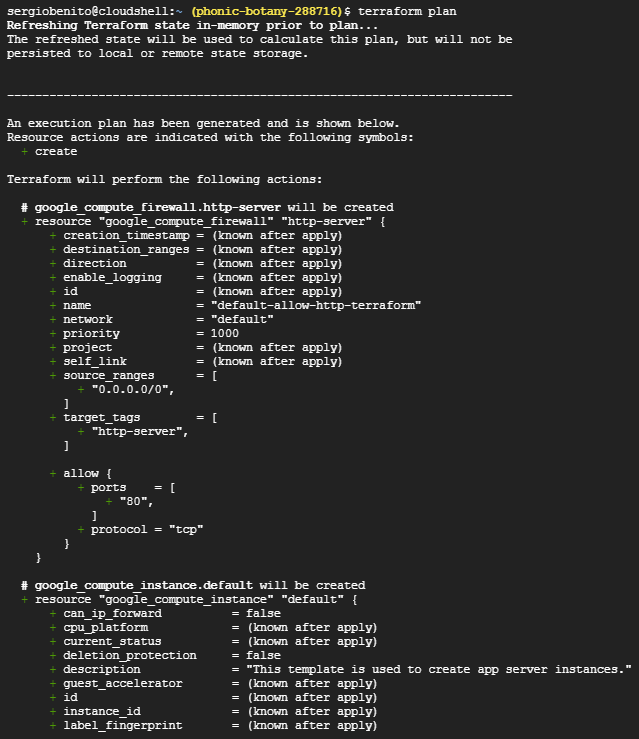 sergiobenito@cloudshell:~ (phonic-botany-288716)$ terraform plan
Refreshing Terraform state in-memory prior to plan...
The refreshed state will be used to calculate this plan, but will not be
persisted to local or remote state storage.
------------------------------------------------------------------------
An execution plan has been generated and is shown below.
Resource actions are indicated with the following symbols:
  + create
Terraform will perform the following actions:
  # google_compute_firewall.http-server will be created
  + resource "google_compute_firewall" "http-server" {
      + creation_timestamp = (known after apply)
      + destination_ranges = (known after apply)
      + direction          = (known after apply)
      + enable_logging     = (known after apply)
      + id                 = (known after apply)
      + name               = "default-allow-http-terraform"
      + network            = "default"
      + priority           = 1000
      + project            = (known after apply)
      + self_link          = (known after apply)
      + source_ranges      = [
          + "0.0.0.0/0",
        ]
      + target_tags        = [
          + "http-server",
        ]
      + allow {
          + ports    = [
              + "80",
            ]
          + protocol = "tcp"
        }
    }
  # google_compute_instance.default will be created
  + resource "google_compute_instance" "default" {
      + can_ip_forward          = false
      + cpu_platform            = (known after apply)
      + current_status          = (known after apply)
      + deletion_protection     = false
      + description             = "This template is used to create app server instances."
      + guest_accelerator       = (known after apply)
      + id                      = (known after apply)
      + instance_id             = (known after apply)
      + label_fingerprint       = (known after apply)